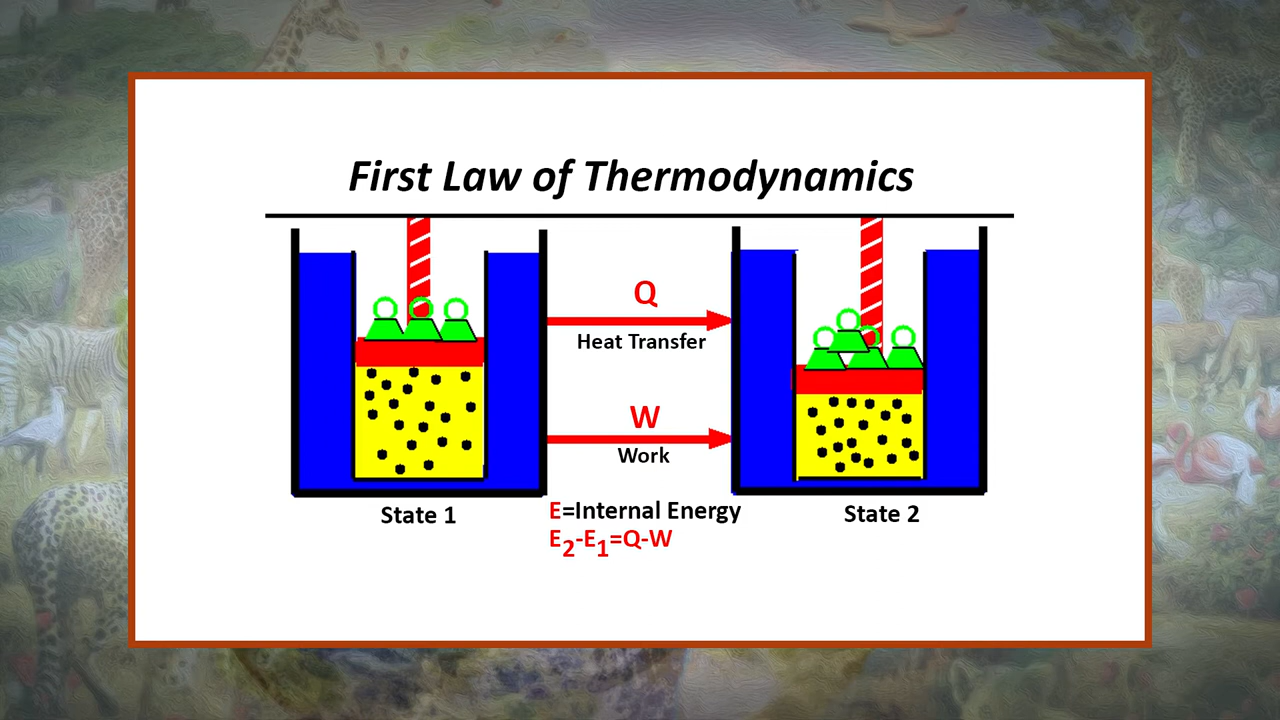 First Law of Thermodynamics
Q
Heat Transfer
W
Work
State 1
E=Internal Energy
E2-E1=Q-W
State 2